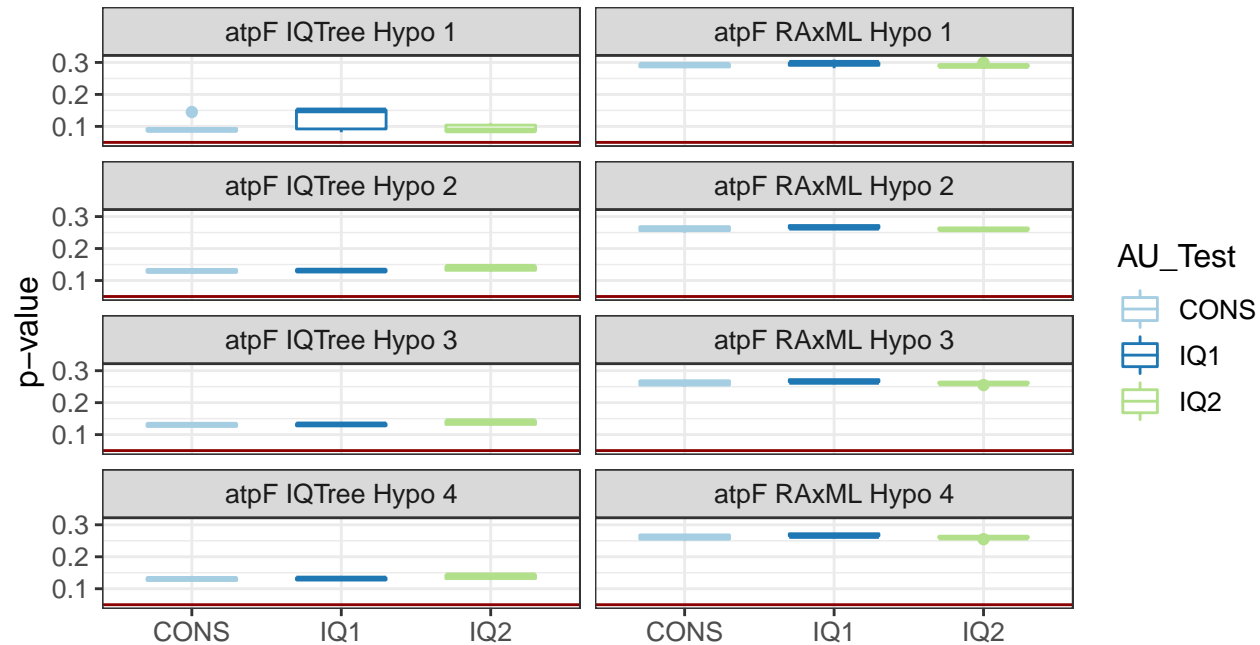 atpF IQTree Hypo 1
atpF RAxML Hypo 1
0.3
0.2
0.1
atpF IQTree Hypo 2
atpF RAxML Hypo 2
0.3
0.2
0.1
atpF IQTree Hypo 3
atpF RAxML Hypo 3
0.3
0.2
0.1
atpF IQTree Hypo 4
atpF RAxML Hypo 4
0.3
0.2
0.1
p−value
CONS IQ1 IQ2
CONS IQ1 IQ2
AU_Test
CONS
IQ1
IQ2